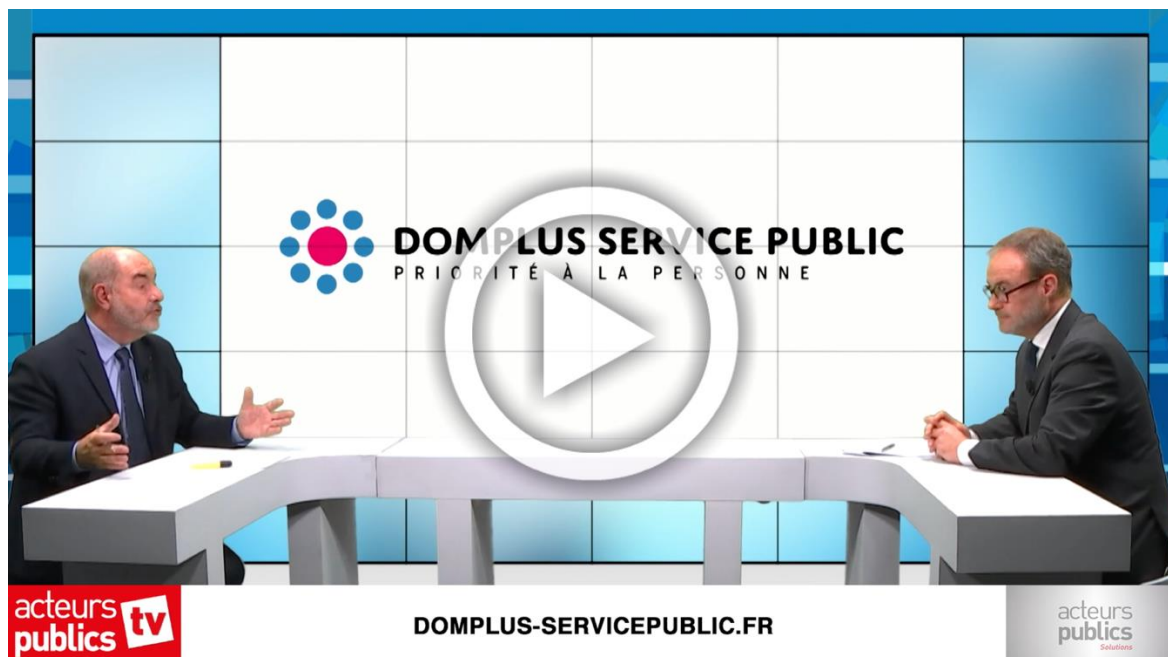 DOMPLUS SERVICE PUBLIC
PRIORITÉ À LA PERSONNE
acteurs
publics tv
DOMPLUS-SERVICEPUBLIC.FR
acteurs
publics
Solutions